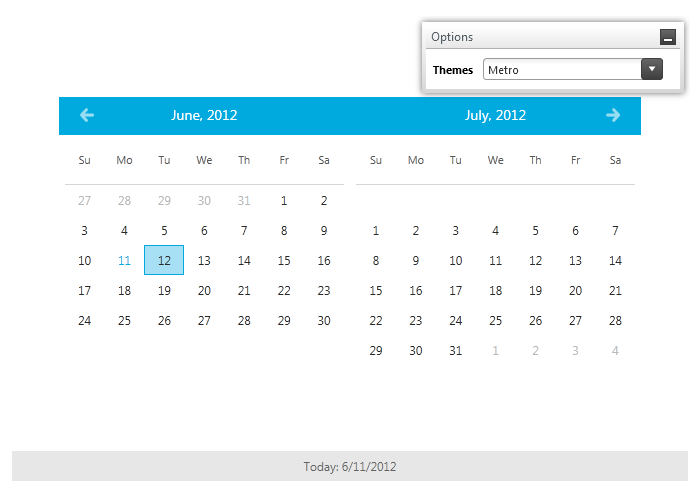 Options
Themes Metro
June, 2012 July, 2012
Su Mo Tu We Th Fr Sa Su Mo Tu We Th Fr Sa
27 28 29 30 31 1 2
3 4 5 6 7 8 9 1 2 3 4 5 6 7
10 11 12 13 14 15 16 8 9 10 11 12 13 14
17 18 19 20 21 22 23 15 16 17 18 19 20 21
24 25 26 27 28 29 30 22 23 24 25 26 27 28
29 30 31 1 2 3 4
Today: 6/11/2012